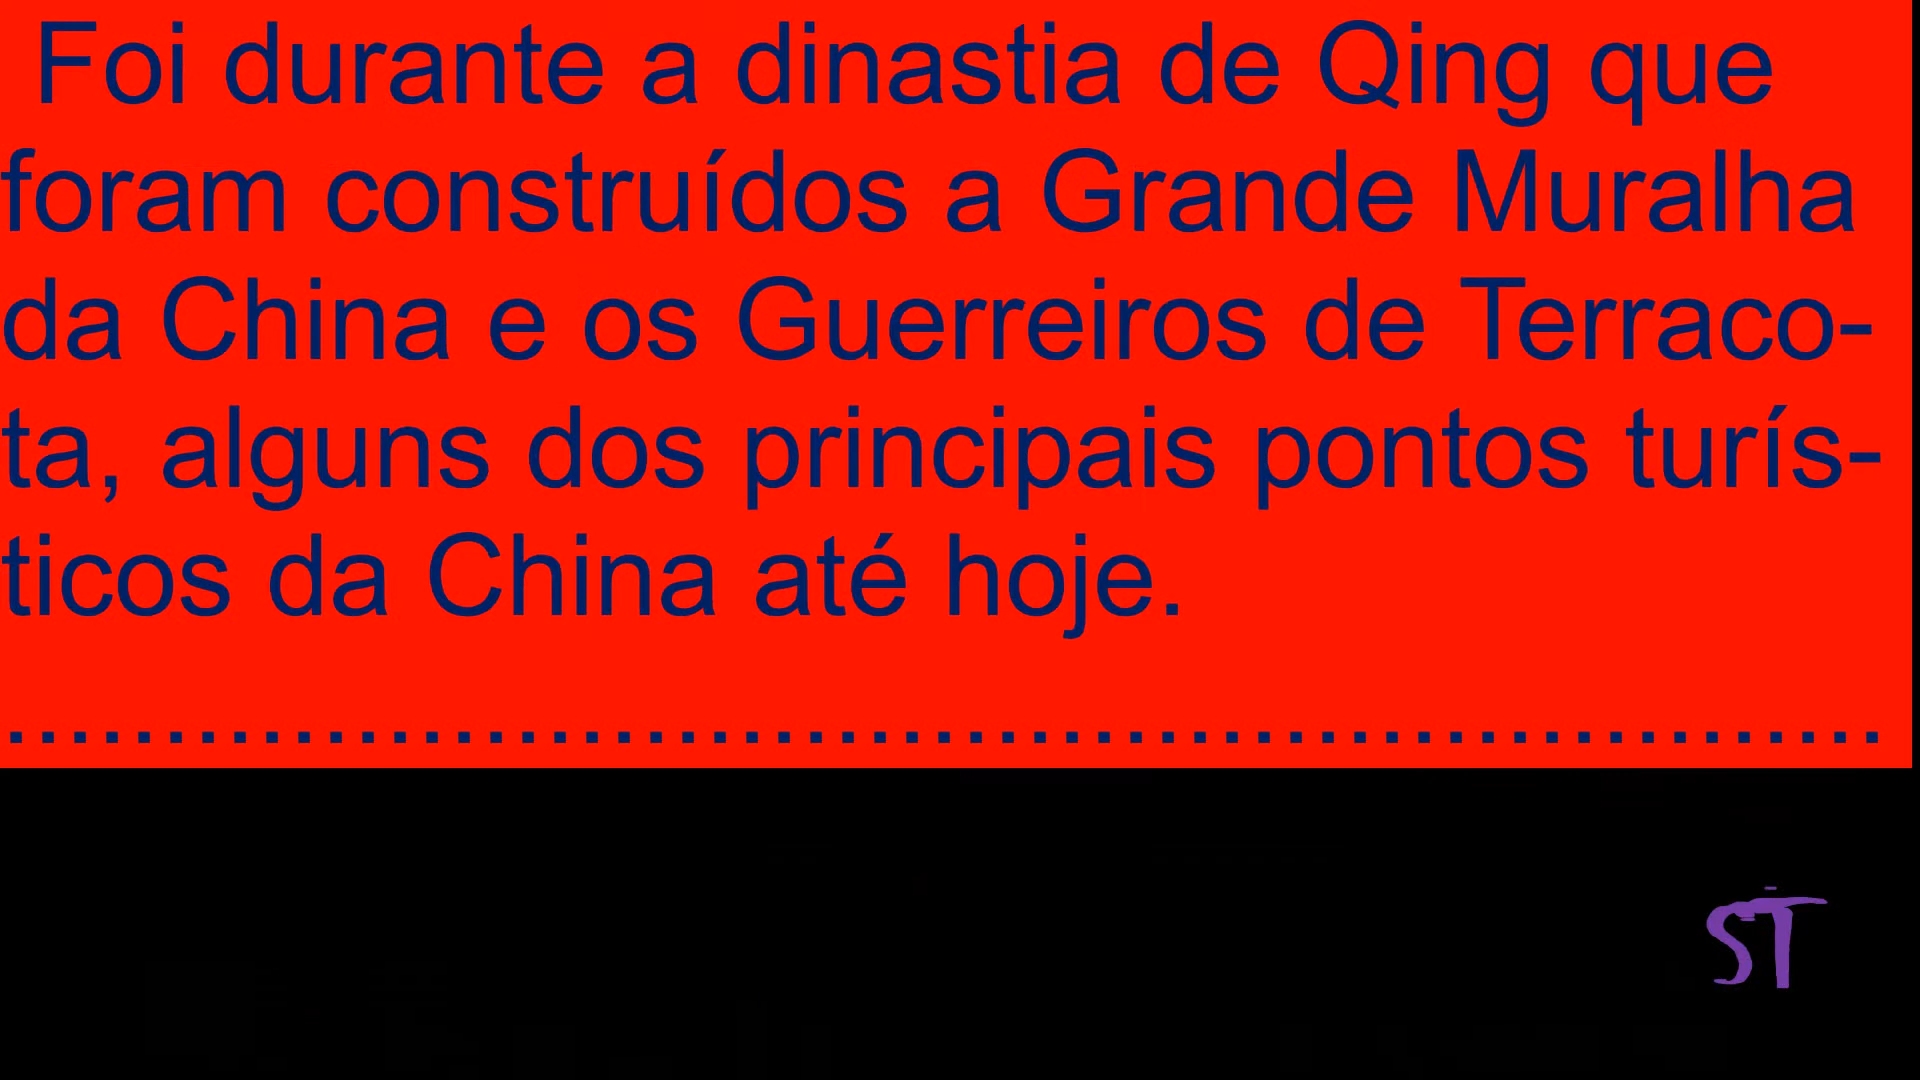 Foi durante a dinastia de Qing que
foram construídos a Grande Muralha
da China e os Guerreiros de Terraco-
ta, alguns dos principais pontos turís-
ticos da China até hoje.
...........................................................
ST